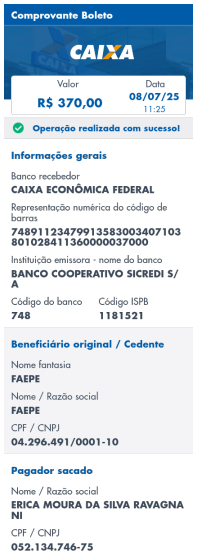 Comprovante Boleto
CAIXA
Valor
R$ 370,00
Data
08/07/25
11:25
Operação realizada com sucesso!
Informações gerais
Banco recebedor
CAIXA ECONÔMICA FEDERAL
Representação numérica do código de
barras
74891123479913583003407103
801028411360000037000
Instituição emissora - nome do banco
BANCO COOPERATIVO SICREDI S/
A
Código do banco
748
Código ISPB
1181521
Beneficiário original / Cedente
Nome fantasia
FAEPE
Nome / Razão social
FAEPE
CPF / CNPJ
04.296.491/0001-10
Pagador sacado
Nome / Razão social
ERICA MOURA DA SILVA RAVAGNA
NI
CPF / CNPJ
052.134.746-75